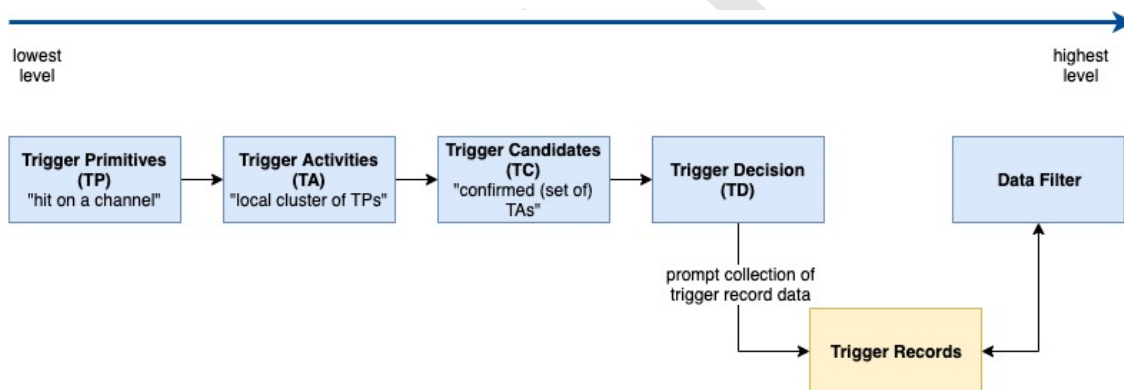 lowest
level
highest
level
Trigger Primitives
(TP)
"hit on a channel"
Trigger Activities
(TA)
"local cluster of TPs"
Trigger Candidates
(TC)
"confirmed (set of)
TAs"
Trigger Decision
(TD)
Data Filter
prompt collection of
trigger record data
Trigger Records